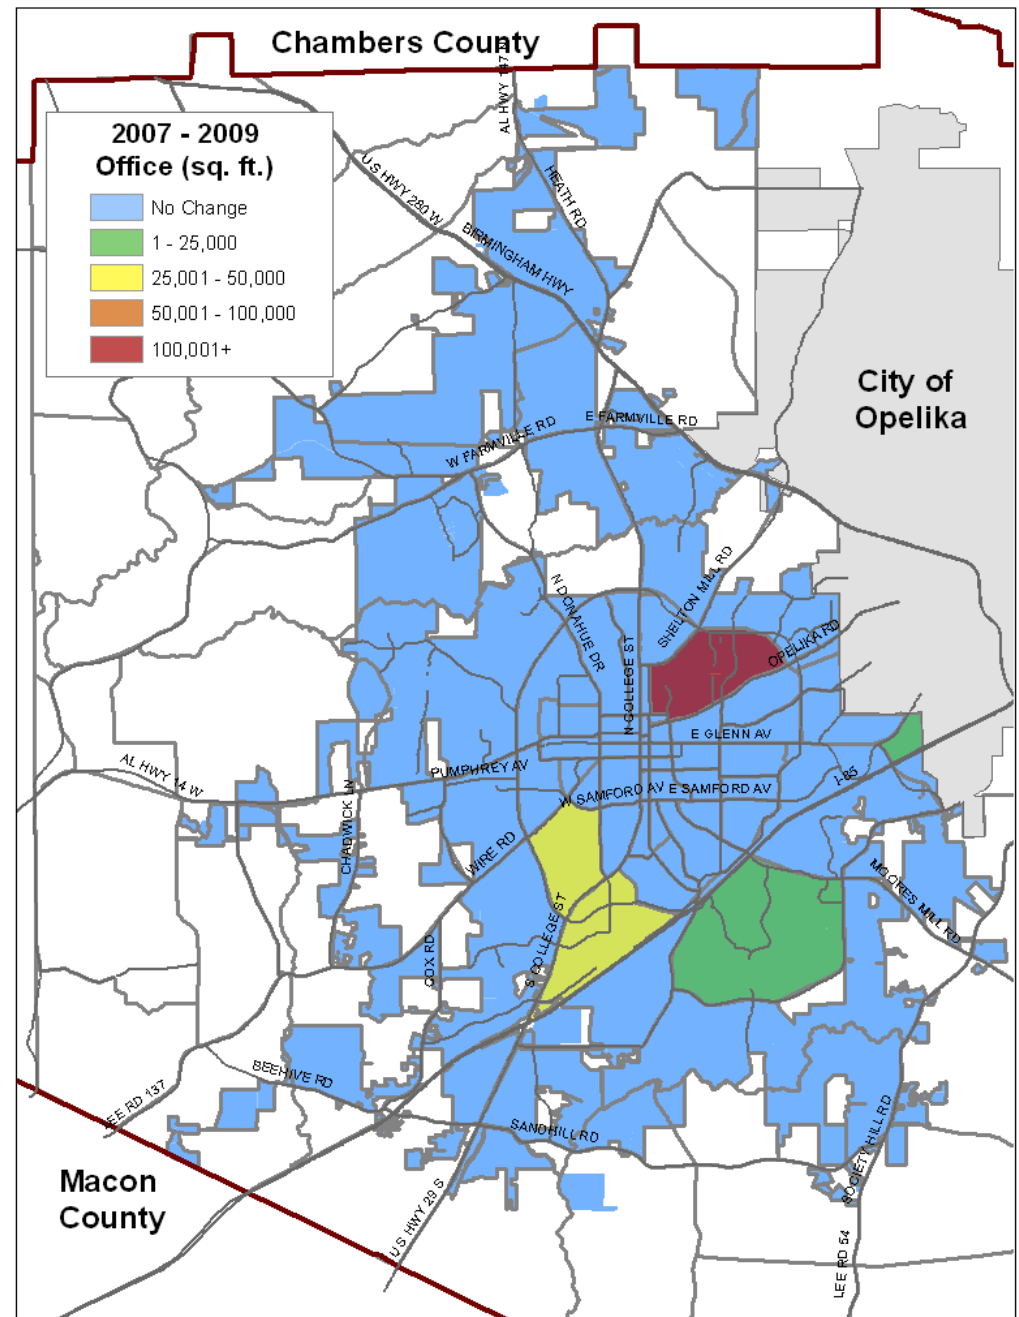 Chambers County
2007 - 2009
Office (sq. ft.)
No Change
1 - 25,000
25,001 - 50,000
50,001 - 100,000
100,001+
AL HWY 147 N
US HWY 280 W
HEATH RD
BIRMINGHAM HWY
City of
Opelika
E FARMVILLE RD
W FARMVILLE RD
SHELTON MILL RD
N DONAHUE DR
N COLLEGE ST
OPELIKA RD
E GLENN AV
AL HWY 14 W
PUMPHREY AV
I-85
W SAMFORD AV
E SAMFORD AV
CHADWICK LN
WIRE RD
MOORES MILL RD
S COLLEGE ST
COX RD
BEEHIVE RD
LEE RD 137
SANDHILL RD
SOCIETY HILL RD
Macon
County
US HWY 29 S
LEE RD 54